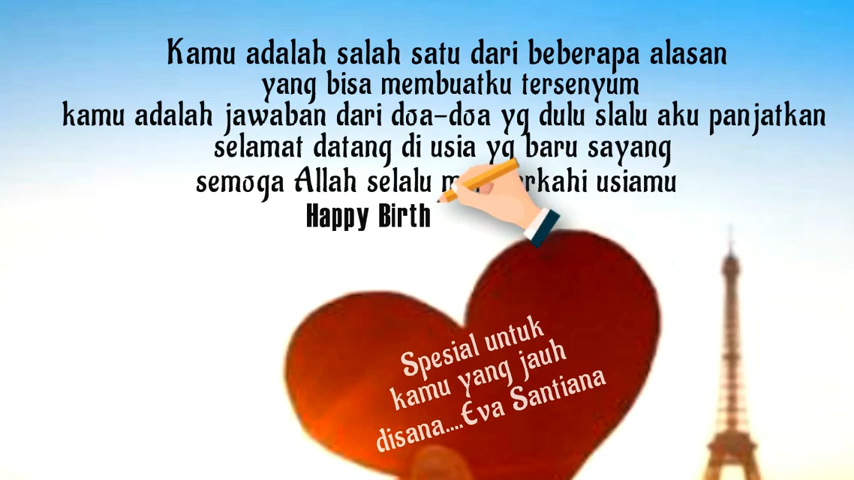 Kamu adalah salah satu dari beberapa alasan
yang bisa membuatku tersenyum
kamu adalah jawaban dari doa-doa yg dulu slalu aku panjatkan
selamat datang di usia yg baru sayang
semoga Allah selalu usiamu
Happy Birth
Spesial untuk
kamu yang jauh
disana....Eva Santiana